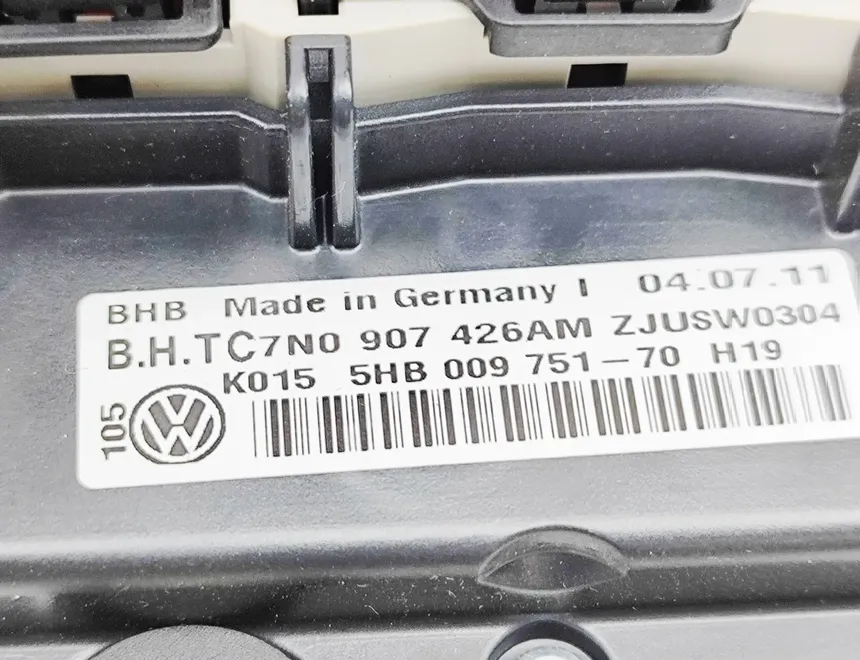 BHB Made in Germany I 04.07.11
B.H.TC7N0 907 426AM ZJUSW0304
K015 5HB 009 751-70 H19
105